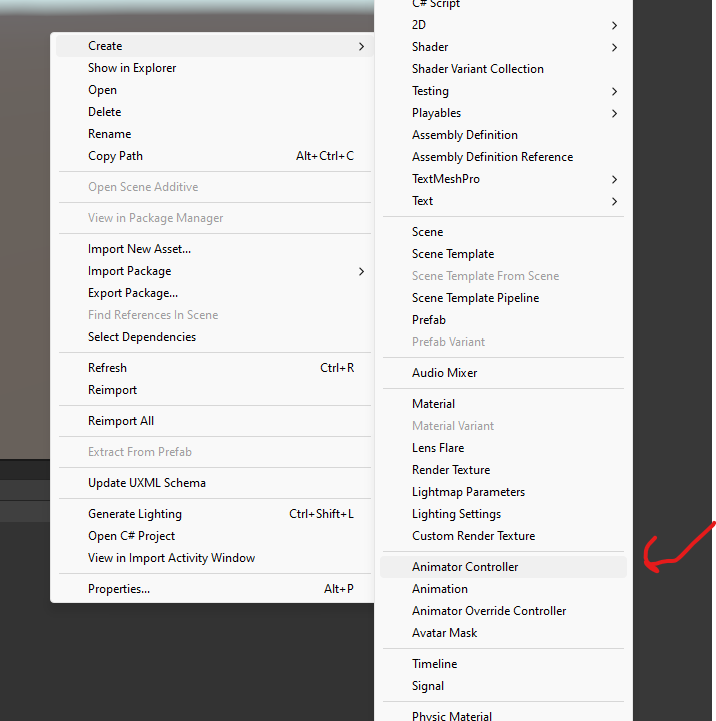 Create
Show in Explorer
Open
Delete
Rename
Copy Path Alt+Ctrl+C
Open Scene Additive
View in Package Manager
Import New Asset...
Import Package
Export Package...
Find References In Scene
Select Dependencies
Refresh Ctrl+R
Reimport
Reimport All
Extract From Prefab
Update UXML Schema
Generate Lighting Ctrl+Shift+L
Open C# Project
View in Import Activity Window
Properties... Alt+P
C# Script
2D
Shader
Shader Variant Collection
Testing
Playables
Assembly Definition
Assembly Definition Reference
TextMeshPro
Text
Scene
Scene Template
Scene Template From Scene
Scene Template Pipeline
Prefab
Prefab Variant
Audio Mixer
Material
Material Variant
Lens Flare
Render Texture
Lightmap Parameters
Lighting Settings
Custom Render Texture
Animator Controller
Animation
Animator Override Controller
Avatar Mask
Timeline
Signal
Physic Material